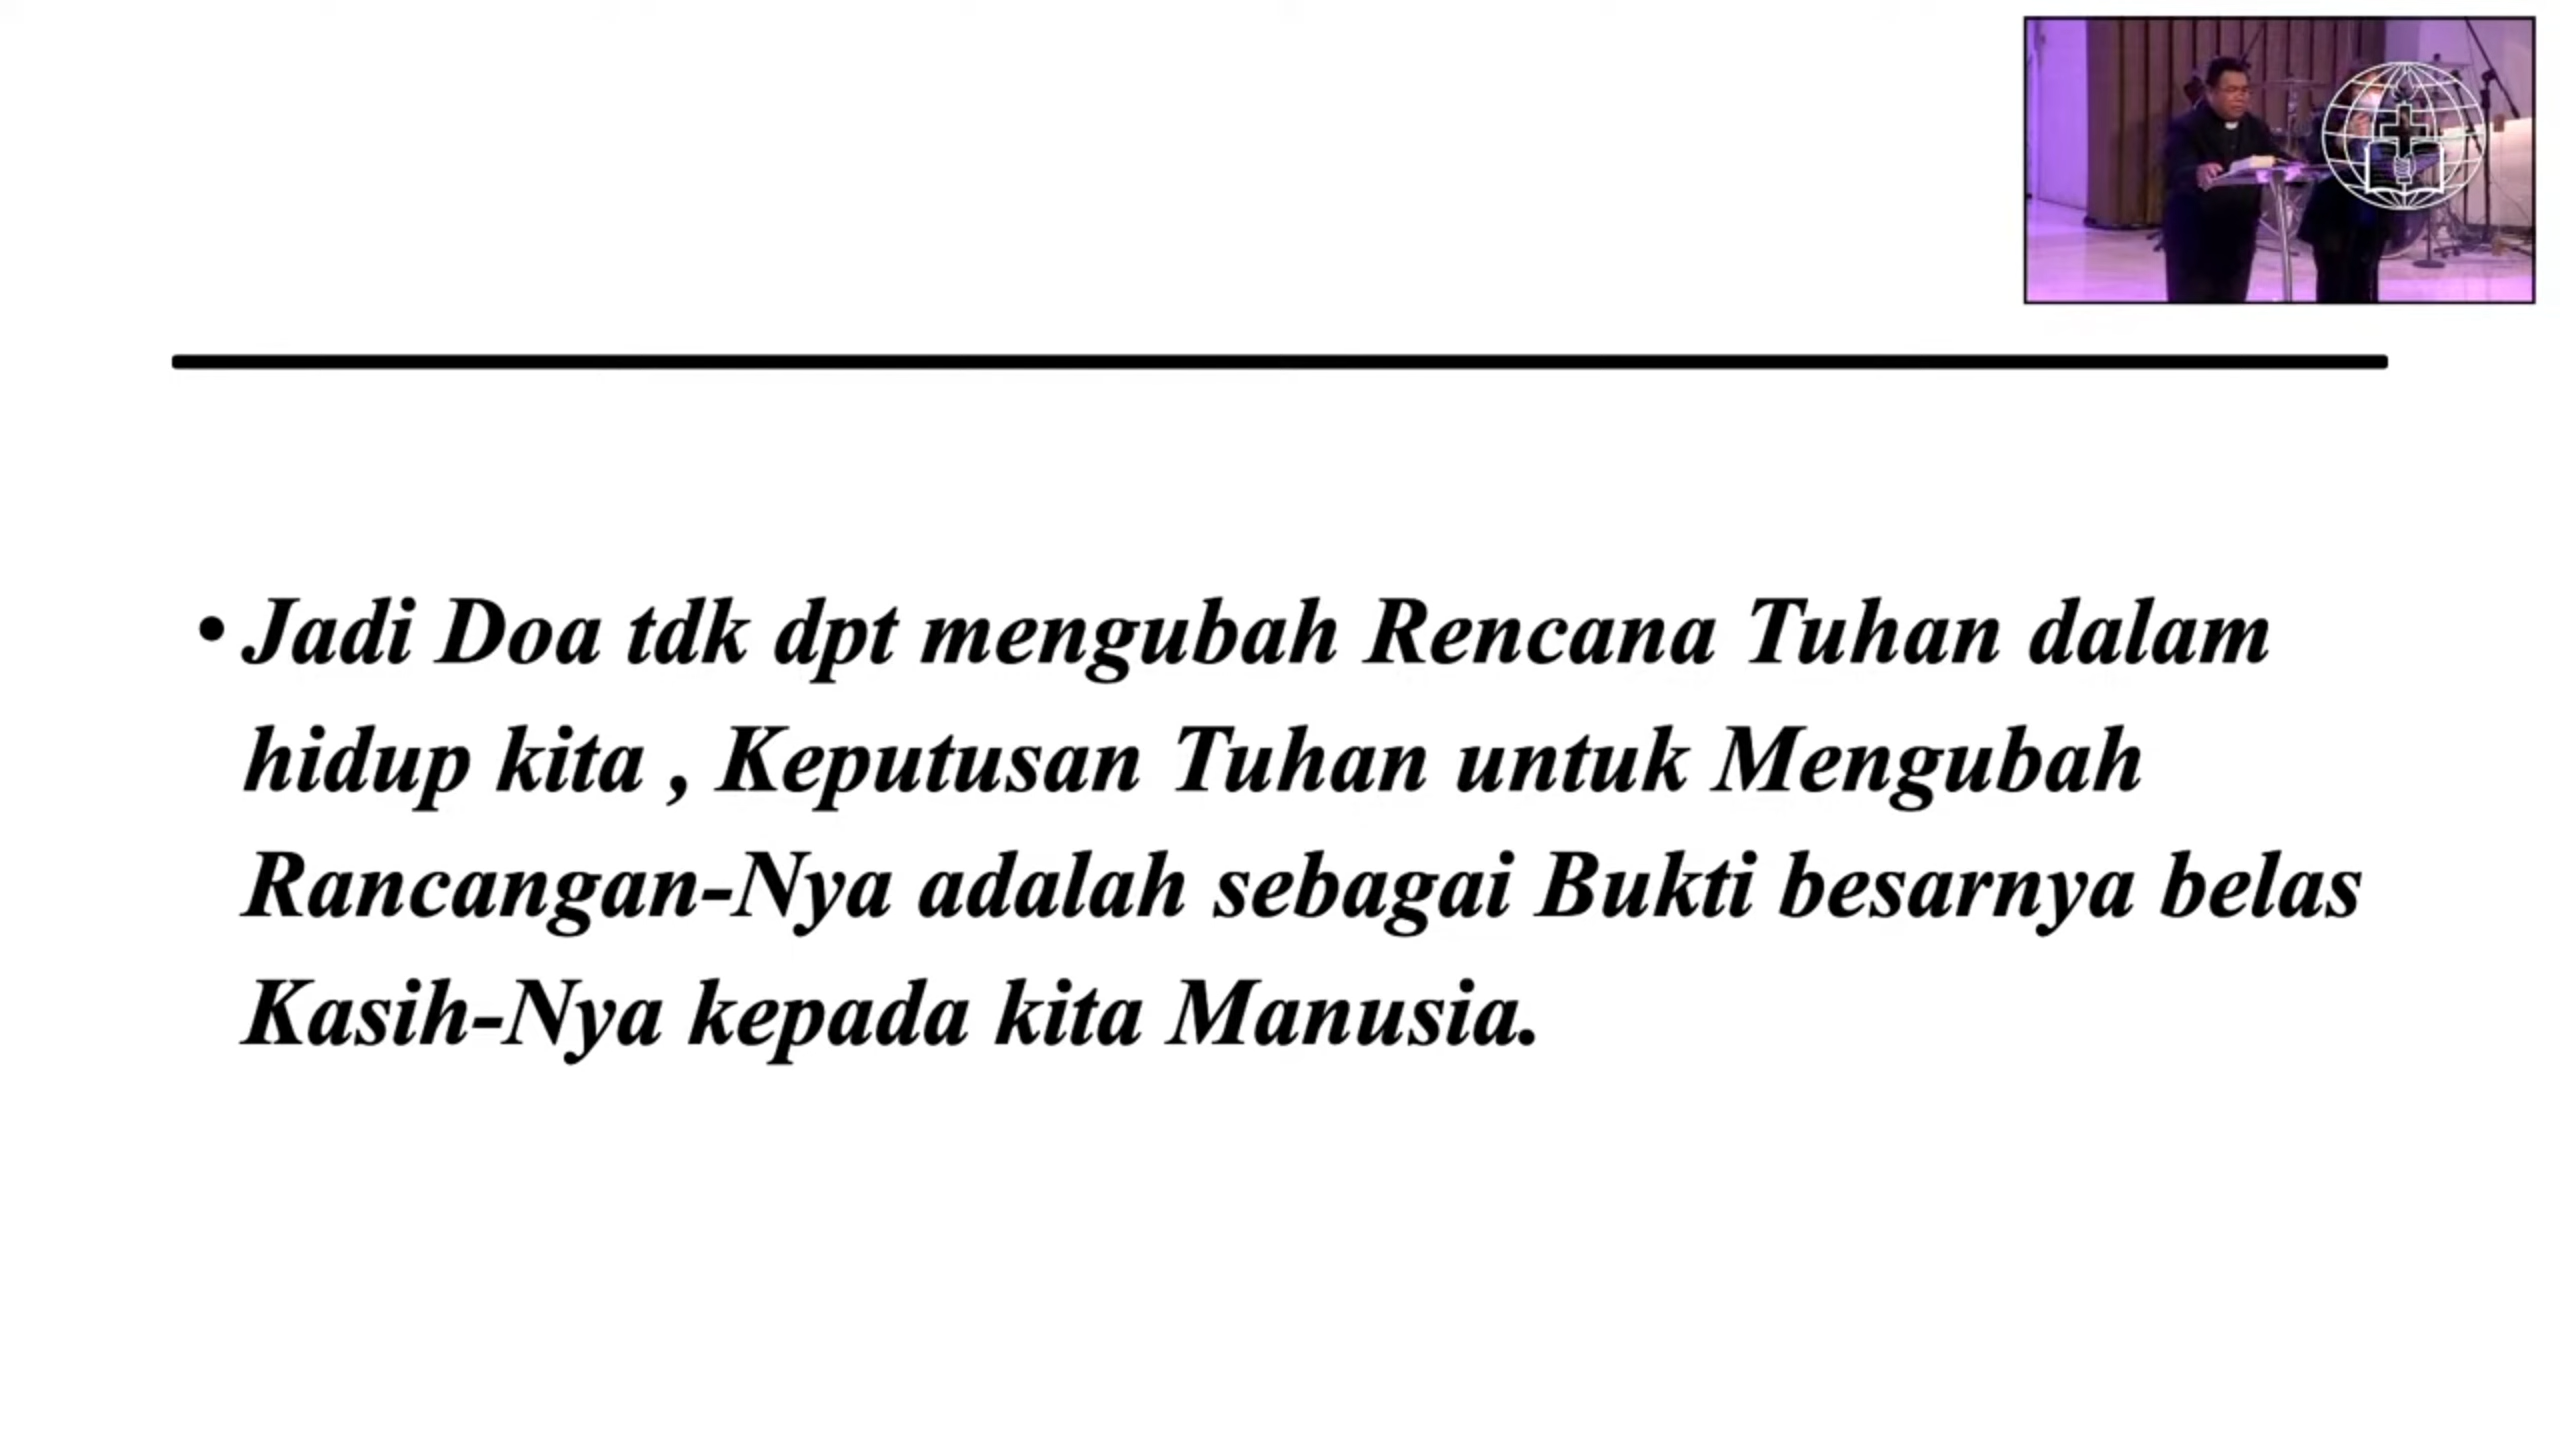 • Jadi Doa tdk dpt mengubah Rencana Tuhan dalam
hidup kita , Keputusan Tuhan untuk Mengubah
Rancangan-Nya adalah sebagai Bukti besarnya belas
Kasih-Nya kepada kita Manusia.